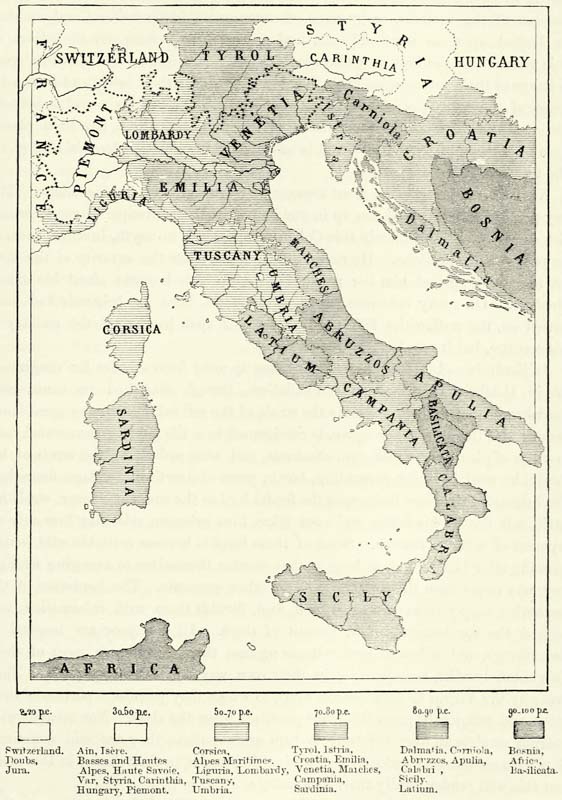 STYRIA
SWITZERLAND
TYROL
CARINTHIA
HUNGARY
FRANCE
PIEMONT
LOMBARDY
VENETIA
Istria
Carniola
CROATIA
LIGURIA
EMILIA
BOSNIA
Dalmatia
TUSCANY
MARCHES
UMBRIA
CORSICA
LATIUM
ABRUZZOS
APULIA
CAMPANIA
BASILICATA
SARDINIA
CALABR
SICILY
AFRICA
2-20 p.c. 30-50 p.c. 50-70 p.c. 70-80 p.c. 80-90 p.c. 90-100 p.c.
Switzerland.
Doubs,
Jura.
Ain, Isère.
Basses and Hautes
Alpes, Haute Savoie,
Var, Styria, Carinthia,
Hungary, Piemont.
Corsica,
Alpes Maritimes.
Liguria, Lombardy,
Tuscany,
Umbria.
Tyrol, Istria,
Croatia, Emilia,
Venetia, Marches,
Campania,
Sardinia.
Dalmatia, Carniola,
Abruzzos, Apulia,
Calabri,
Sicily.
Latium.
Bosnia,
Africa,
Basilicata.